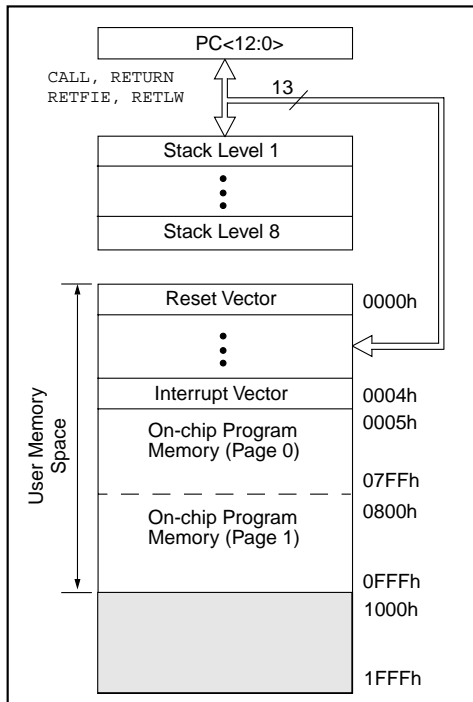 PC<12:0>
CALL, RETURN
RETFIE, RETLW
13
Stack Level 1
Stack Level 8
Reset Vector
0000h
Interrupt Vector
0004h
0005h
On-chip Program
Memory (Page 0)
07FFh
0800h
On-chip Program
Memory (Page 1)
0FFFh
1000h
1FFFh
User Memory
Space